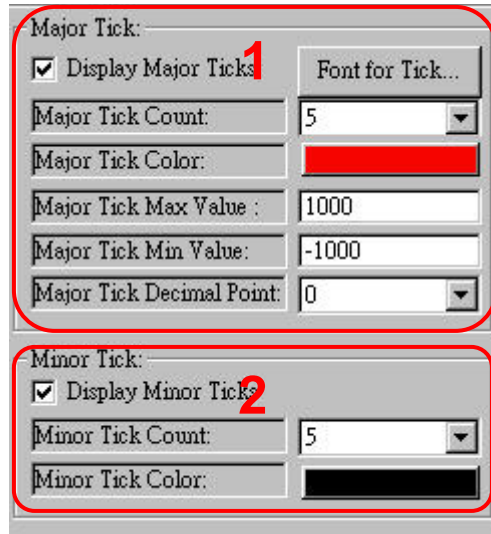 Major Tick:
Display Major Ticks 1 Font for Tick...
Major Tick Count: 5
Major Tick Color:
Major Tick Max Value : 1000
Major Tick Min Value: -1000
Major Tick Decimal Point: 0
Minor Tick:
Display Minor Ticks 2
Minor Tick Count: 5
Minor Tick Color: